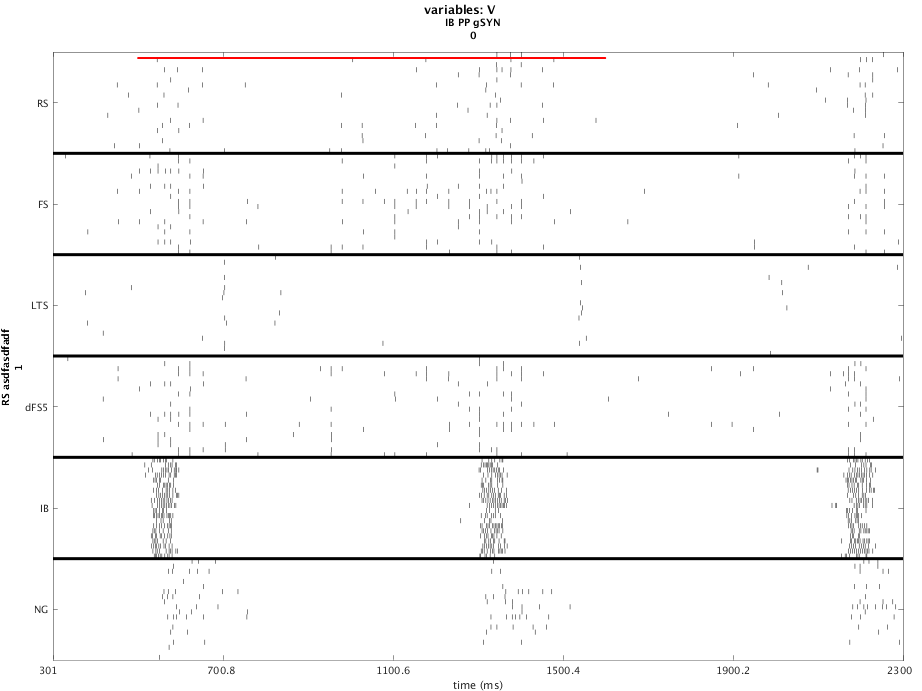 variables: V
IB PP gSYN
0
RS
FS
LTS
dFS5
IB
NG
RS asdfasdfadf
1
301
700.8
1100.6
1500.4
1900.2
2300
time (ms)